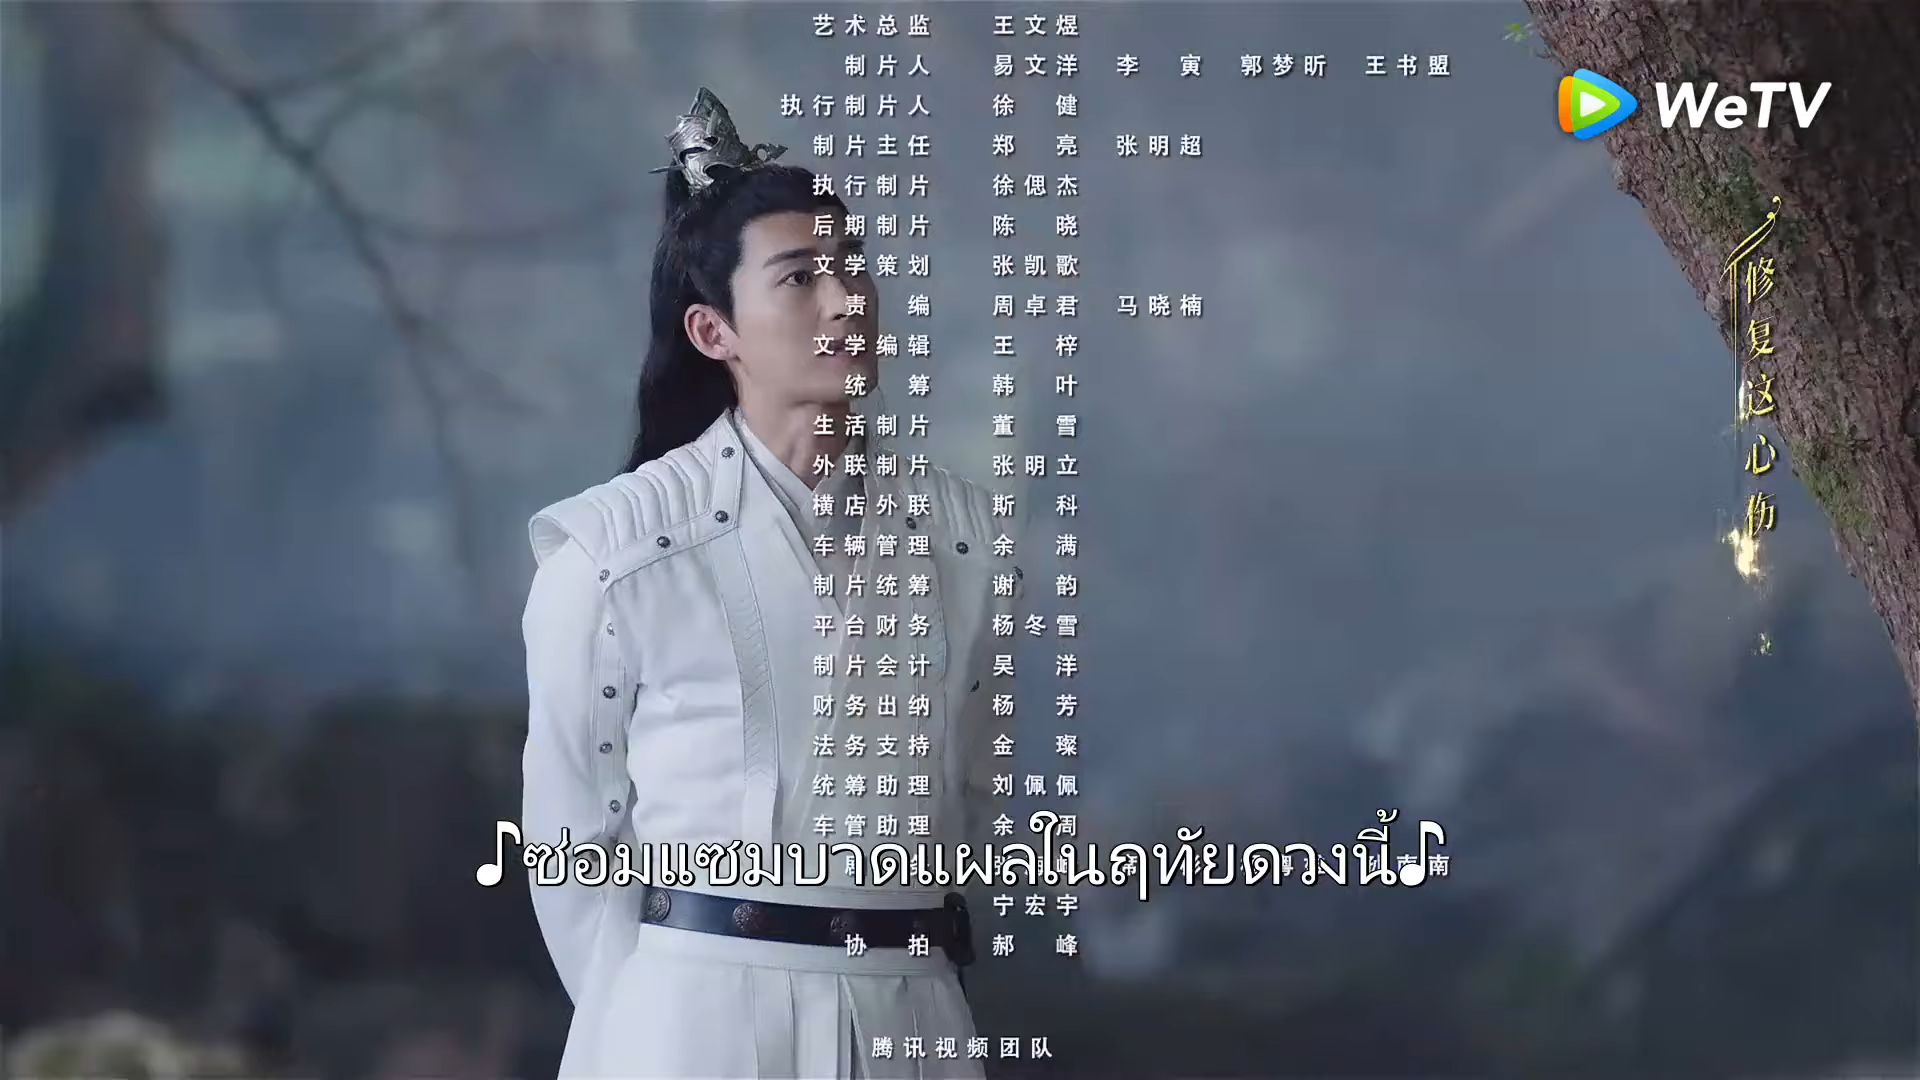 艺术总监 王文煜
制片人 易文洋 李寅 郭梦昕 王书盟
执行制片人 徐健
制片主任 郑亮 张明超
执行制片 徐偲杰
后期制片 陈晓
文学策划 张凯歌
责编 周卓君 马晓楠
文学编辑 王梓
统筹 韩叶
生活制片 董雪
外联制片 张明立
横店外联 斯科
车辆管理 余满
制片统筹 谢韵
平台财务 杨冬雪
制片会计 吴洋
财务出纳 杨芳
法务支持 金璨
统筹助理 刘佩佩
车管助理 余周
♪ซ่อมแซมบาดแผลในฤทัยดวงนี้♪
宁宏宇
协拍 郝峰
腾讯视频团队
WeTV
修复这心伤